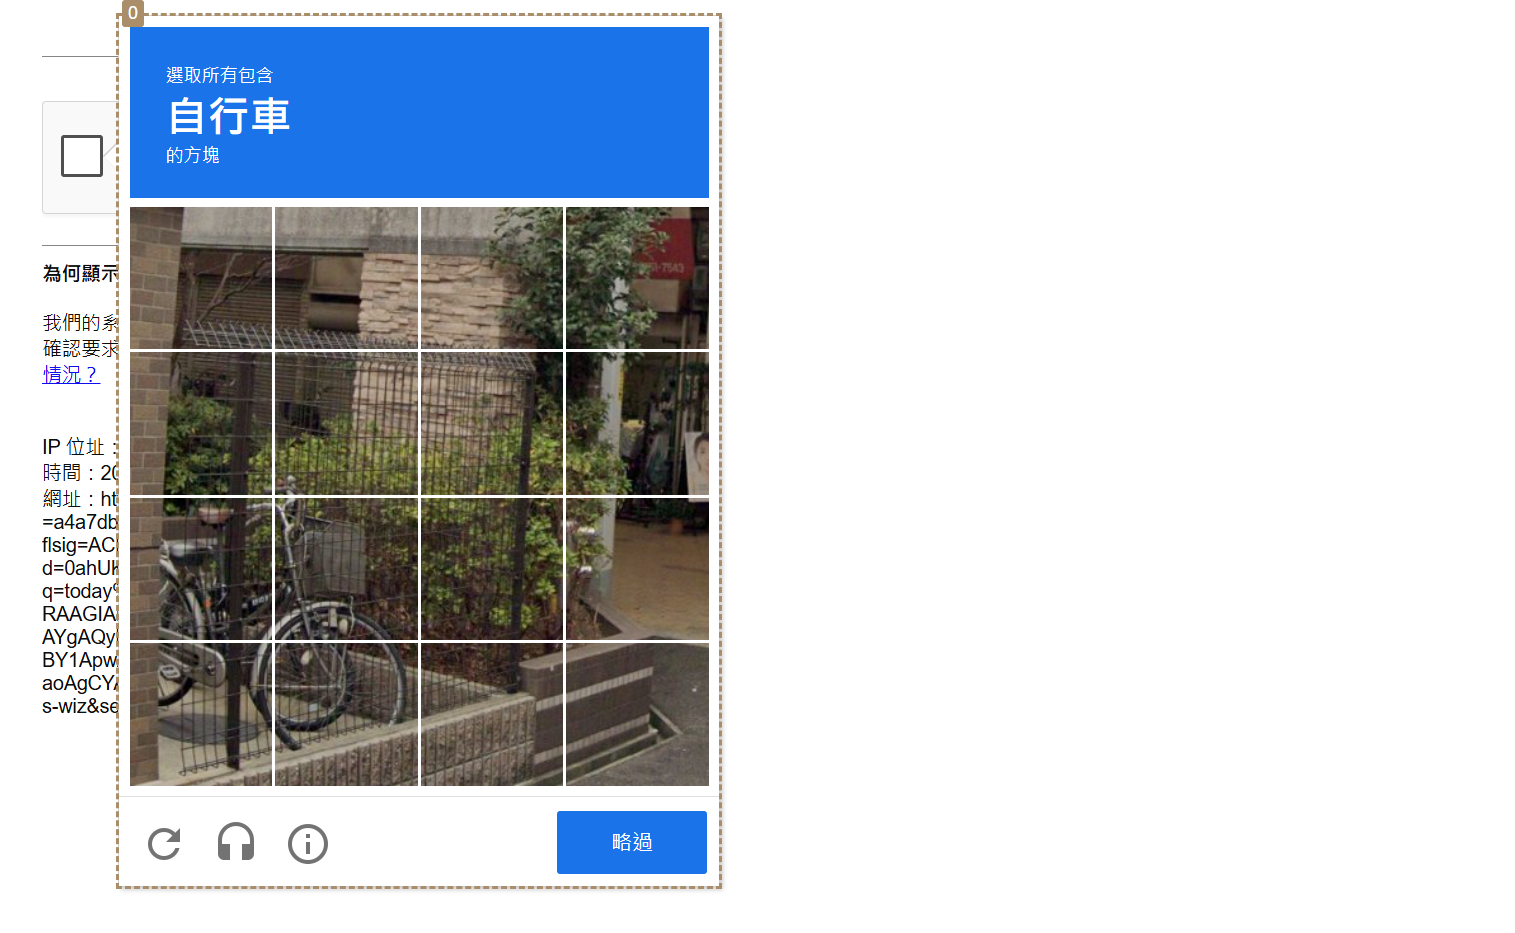 0
選取所有包含
自行車
的方塊
7543
為何顯示
我們的系
確認要求
情況？
IP 位址：
時間：20
網址：ht
=a4a7db
flsig=AC
d=0ahUK
q=today
RAAGIA
AYgAQy
BY1Apw
aoAgCYA
s-wiz&se
略過